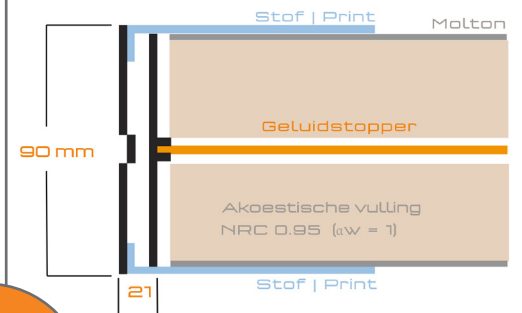 Stof | Print
Molton
Geluidstopper
90 mm
Akoestische vulling
NRC 0.95 (αw = 1)
Stof | Print
21